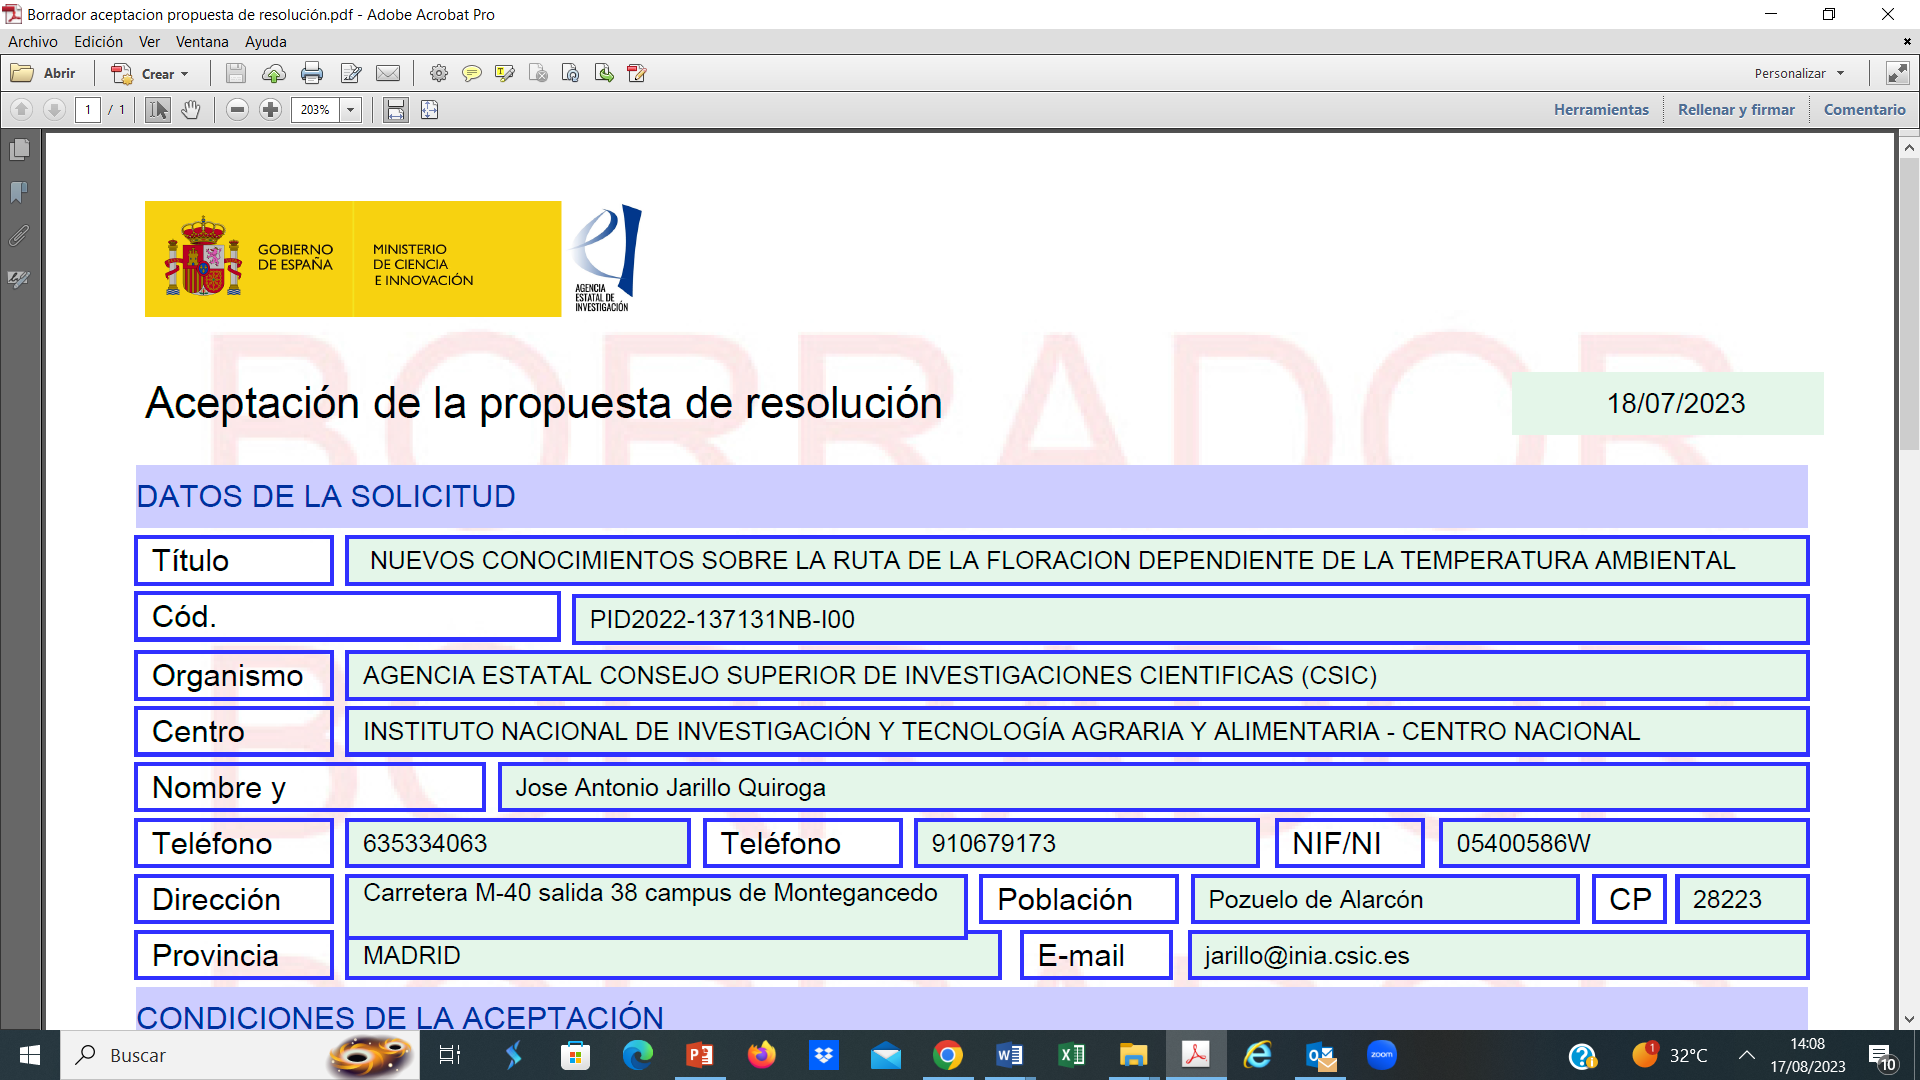 Borrador aceptacion propuesta de resolución.pdf - Adobe Acrobat Pro
Archivo Edición Ver Ventana Ayuda
Abrir Crear Personalizar
1 / 1 203% Herramientas Rellenar y firmar Comentario
GOBIERNO DE ESPAÑA
MINISTERIO DE CIENCIA E INNOVACIÓN
AGENCIA ESTATAL DE INVESTIGACIÓN
BORRADOR
Aceptación de la propuesta de resolución 18/07/2023
DATOS DE LA SOLICITUD
Título NUEVOS CONOCIMIENTOS SOBRE LA RUTA DE LA FLORACION DEPENDIENTE DE LA TEMPERATURA AMBIENTAL
Cód. PID2022-137131NB-I00
Organismo AGENCIA ESTATAL CONSEJO SUPERIOR DE INVESTIGACIONES CIENTIFICAS (CSIC)
Centro INSTITUTO NACIONAL DE INVESTIGACIÓN Y TECNOLOGÍA AGRARIA Y ALIMENTARIA - CENTRO NACIONAL
Nombre y Jose Antonio Jarillo Quiroga
Teléfono 635334063 Teléfono 910679173 NIF/NI 05400586W
Dirección Carretera M-40 salida 38 campus de Montegancedo Población Pozuelo de Alarcón CP 28223
Provincia MADRID E-mail jarillo@inia.csic.es
CONDICIONES DE LA ACEPTACIÓN
Buscar zoom 1 32°C 14:08
17/08/2023 10